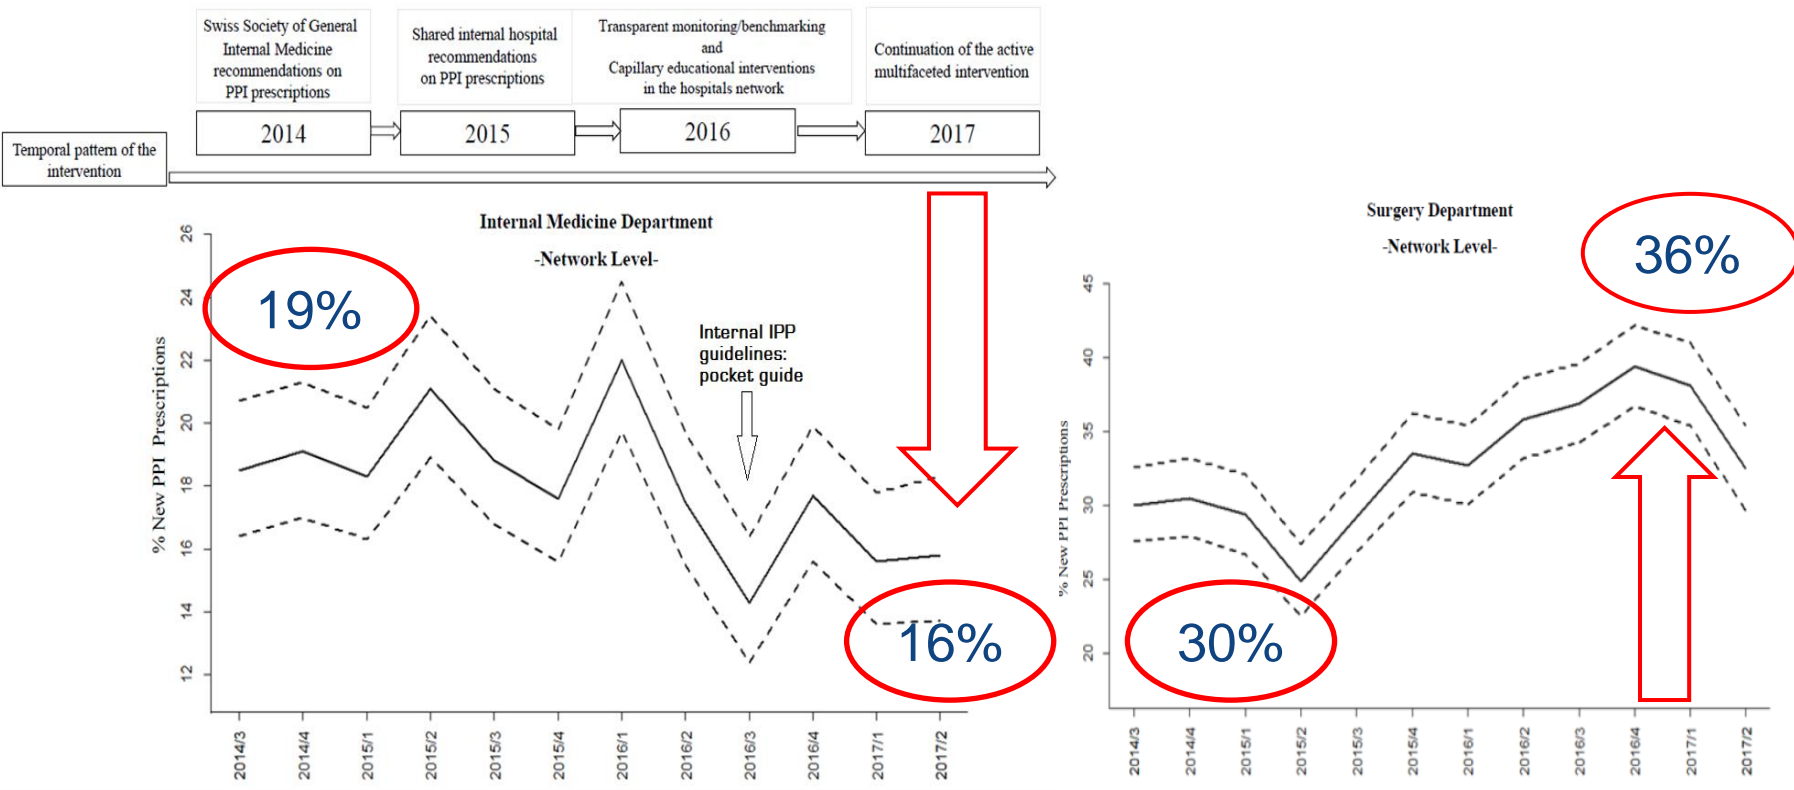 Swiss Society of General
Internal Medicine
recommendations on
PPI prescriptions
Shared internal hospital
recommendations
on PPI prescriptions
Transparent monitoring/benchmarking
and
Capillary educational interventions
in the hospitals network
Continuation of the active
multifaceted intervention
2014
2015
2016
2017
Temporal pattern of the
intervention
Internal Medicine Department
-Network Level-
19%
Internal IPP
guidelines:
pocket guide
16%
% New PPI Prescriptions
26
24
22
20
18
16
14
12
2014/3
2014/4
2015/1
2015/2
2015/3
2015/4
2016/1
2016/2
2016/3
2016/4
2017/1
2017/2
Surgery Department
-Network Level-
36%
30%
% New PPI Prescriptions
45
40
35
30
25
20
2014/3
2014/4
2015/1
2015/2
2015/3
2015/4
2016/1
2016/2
2016/3
2016/4
2017/1
2017/2